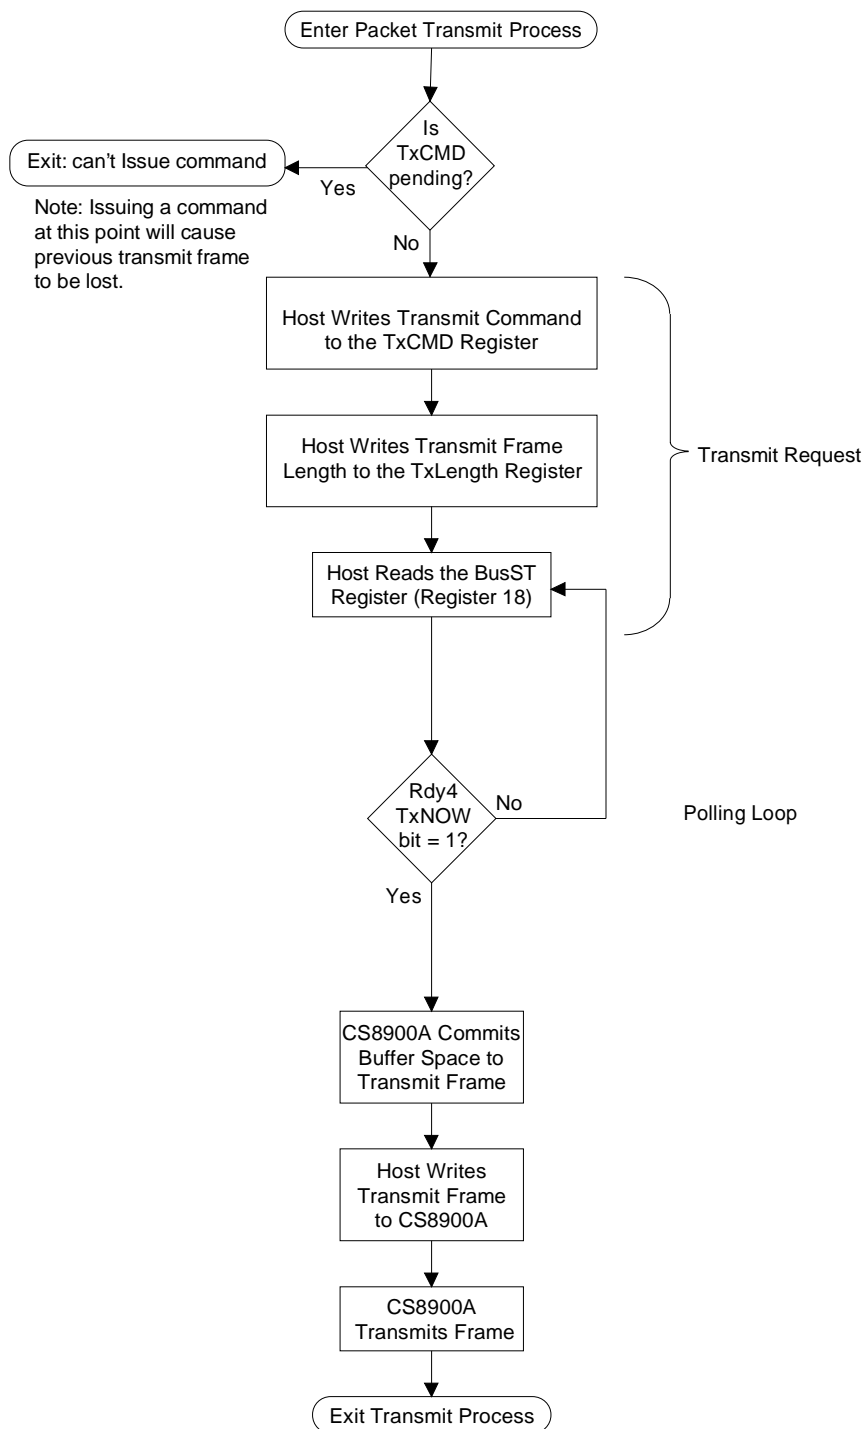 Enter Packet Transmit Process
Is
TxCMD
pending?
Exit: can't Issue command
Yes
Note: Issuing a command
at this point will cause
previous transmit frame
to be lost.
No
Host Writes Transmit Command
to the TxCMD Register
Host Writes Transmit Frame
Length to the TxLength Register
Transmit Request
Host Reads the BusST
Register (Register 18)
Rdy4
TxNOW
bit = 1?
No
Polling Loop
Yes
CS8900A Commits
Buffer Space to
Transmit Frame
Host Writes
Transmit Frame
to CS8900A
CS8900A
Transmits Frame
Exit Transmit Process